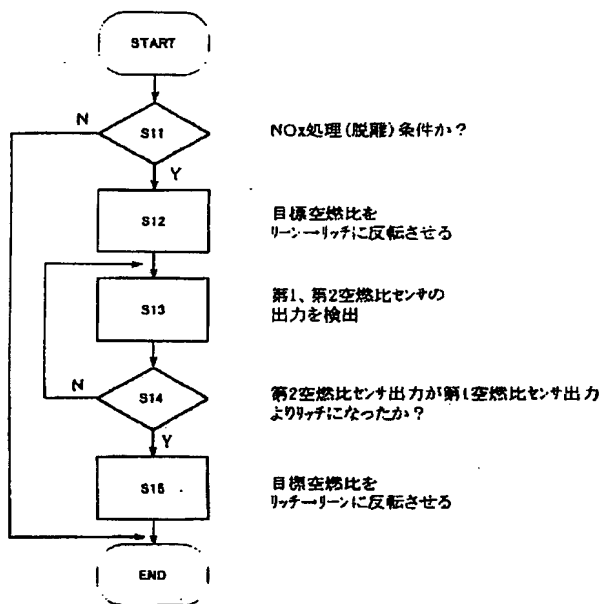 START
N
S11
NOx処理(脱離)条件か?
Y
S12
目標空燃比を
リーン→リッチに反転させる
S13
第1、第2空燃比センサの
出力を検出
N
S14
第2空燃比センサ出力が第1空燃比センサ出力
よりリッチになったか?
Y
S15
目標空燃比を
リッチ→リーンに反転させる
END